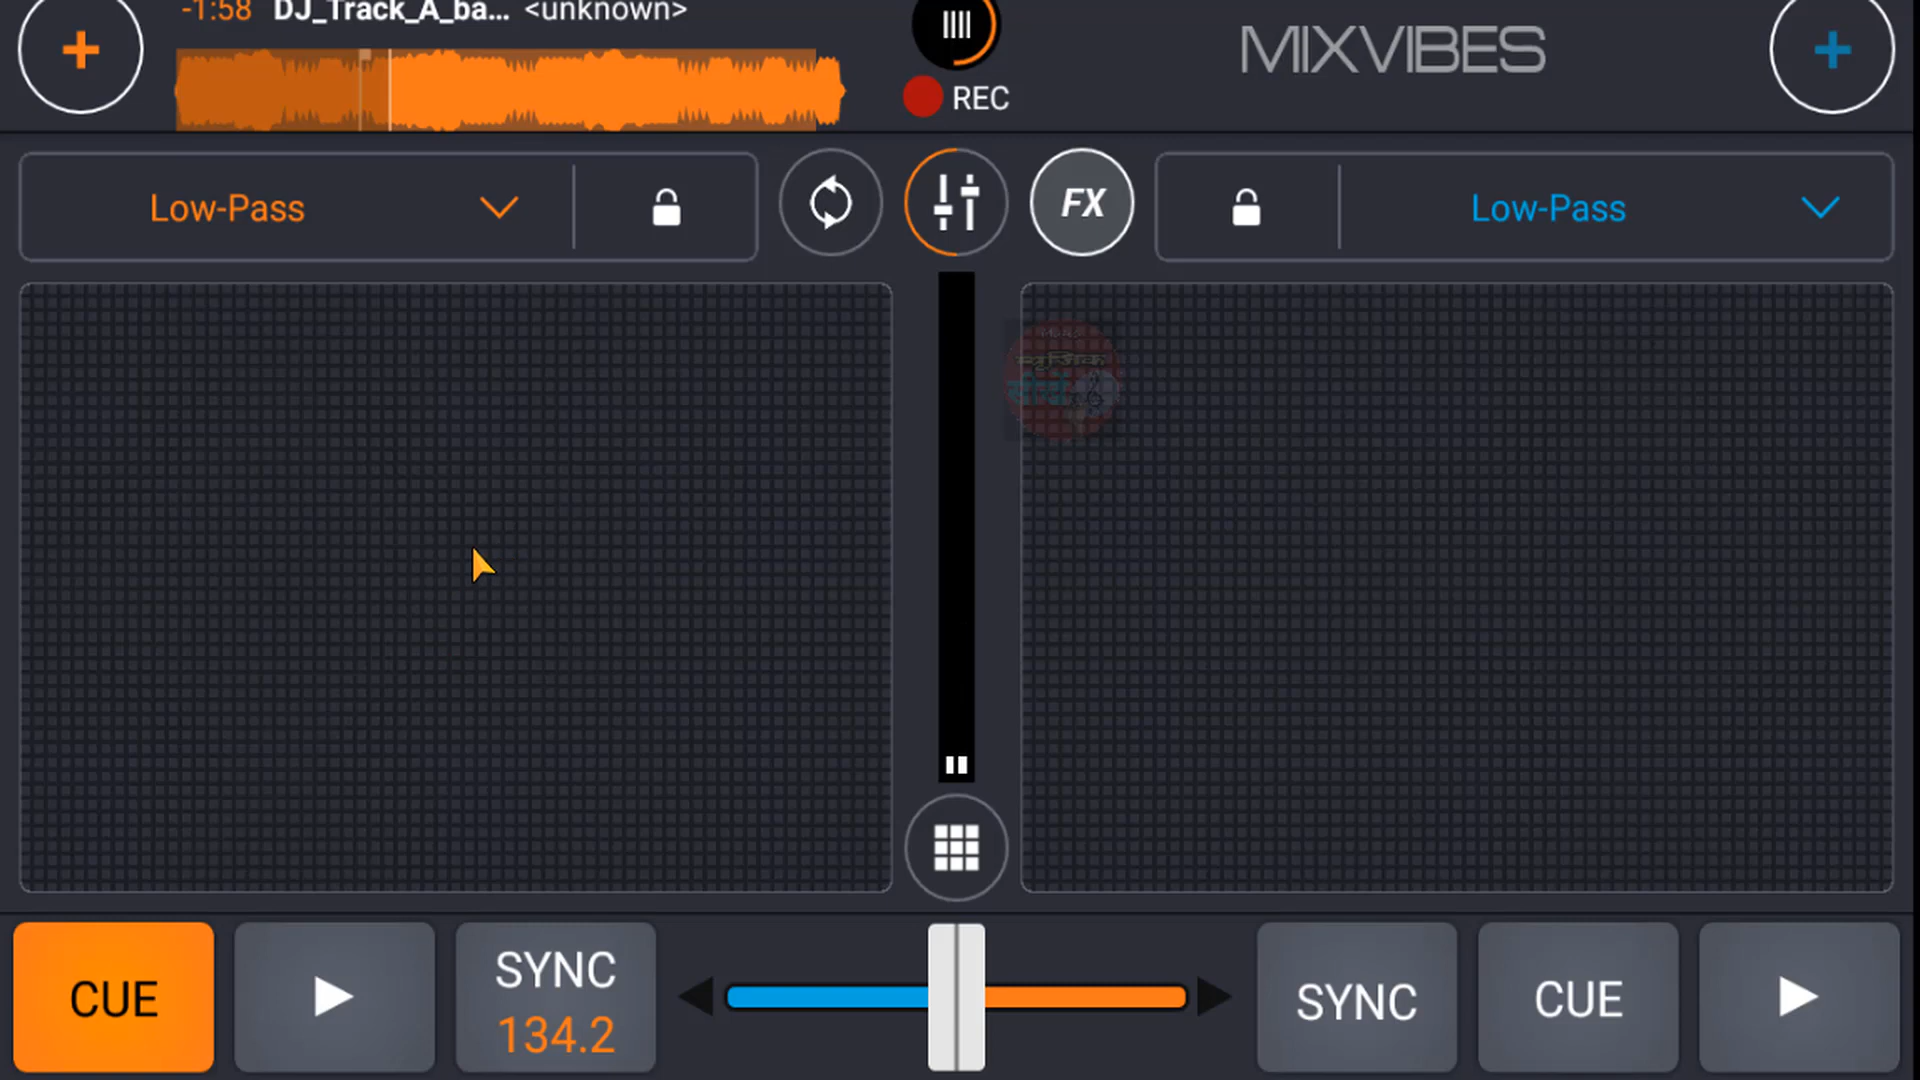 -1:58 DJ_Track_A_ba... <unknown>
MIXVIBES
REC
Low-Pass
FX
Low-Pass
म्युजिक
CUE
SYNC
134.2
SYNC
CUE